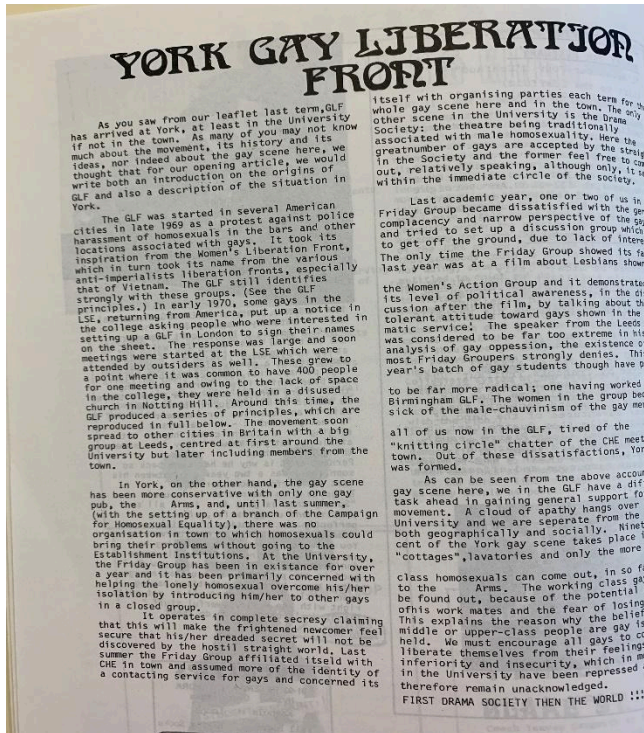 YORK GAY LIBERATION
FRONT
As you saw from our leaflet last term,GLF
has arrived at York, at least in the University
if not in the town. As many of you may not know
much about the movement, its history and its
ideas, nor indeed about the gay scene here, we
thought that for our opening article, we would
write both an introduction on the origins of
GLF and also a description of the situation in
York.
The GLF was started in several American
cities in late 1969 as a protest against police
harassment of homosexuals in the bars and other
locations associated with gays. It took its
inspiration from the Women's Liberation Front,
which in turn took its name from the various
anti-imperialists liberation fronts, especially
that of Vietnam. The GLF still identifies
strongly with these groups. (See the GLF
principles.) In early 1970, some gays in the
LSE, returning from America, put up a notice in
the college asking people who were interested in
setting up a GLF in London to sign their names
on the sheet. The response was large and soon
meetings were started at the LSE which were
attended by outsiders as well. These grew to
a point where it was common to have 400 people
for one meeting and owing to the lack of space
in the college, they were held in a disused
church in Notting Hill. Around this time, the
GLF produced a series of principles, which are
reproduced in full below. The movement soon
spread to other cities in Britain with a big
group at Leeds, centred at first around the
University but later including members from the
town.
In York, on the other hand, the gay scene
has been more conservative with only one gay
pub, the Arms, and, until last summer,
(with the setting up of a branch of the Campaign
for Homosexual Equality), there was no
organisation in town to which homosexuals could
bring their problems without going to the
Establishment Institutions. At the University,
the Friday Group has been in existance for over
a year and it has been primarily concerned with
helping the lonely homosexual overcome his/her
isolation by introducing him/her to other gays
in a closed group.
It operates in complete secresy claiming
that this will make the frightened newcomer feel
secure that his/her dreaded secret will not be
discovered by the hostil straight world. Last
summer the Friday Group affiliated itseld with
CHE in town and assumed more of the identity of
a contacting service for gays and concerned its
itself with organising parties each term for
whole gay scene here and in the town. The only
other scene in the University is the Drama
Society: the theatre being traditionally
associated with male homosexuality. Here the
greatnumber of gays are accepted by the
in the Society and the former feel free to
out, relatively speaking, although only, it
within the immediate circle of the society.
Last academic year, one or two of us in
Friday Group became dissatisfied with the
complacency and narrow perspective of the
and tried to set up a discussion group which
to get off the ground, due to lack of
The only time the Friday Group showed its
last year was at a film about Lesbians
the Women's Action Group and it
its level of political awareness, in the
cussion after the film, by talking about
tolerant attitude toward gays shown in the
matic service! The speaker from the Leeds
was considered to be far too extreme in
analysis of gay oppession, the existence
most Friday Groupers strongly denies.
year's batch of gay students though have
to be far more radical; one having worked
Birmingham GLF. The women in the group
sick of the male-chauvinism of the gay
all of us now in the GLF, tired of the
"knitting circle" chatter of the CHE
town. Out of these dissatisfactions,
was formed.
As can be seen from the above
gay scene here, we in the GLF have a
task ahead in gaining general support
movement. A cloud of apathy hangs over
University and we are seperate from the
both geographically and socially.
cent of the York gay scene takes place
"cottages",lavatories and only the more
class homosexuals can come out, in so
to the Arms. The working class
be found out, because of the potential
ofhis work mates and the fear of losing
This explains the reason why the
middle or upper-class people are gay
held. We must encourage all gays to
liberate themselves from their
inferiority and insecurity, which in
in the University have been repressed
therefore remain unacknowledged.
FIRST DRAMA SOCIETY THEN THE WORLD !!!